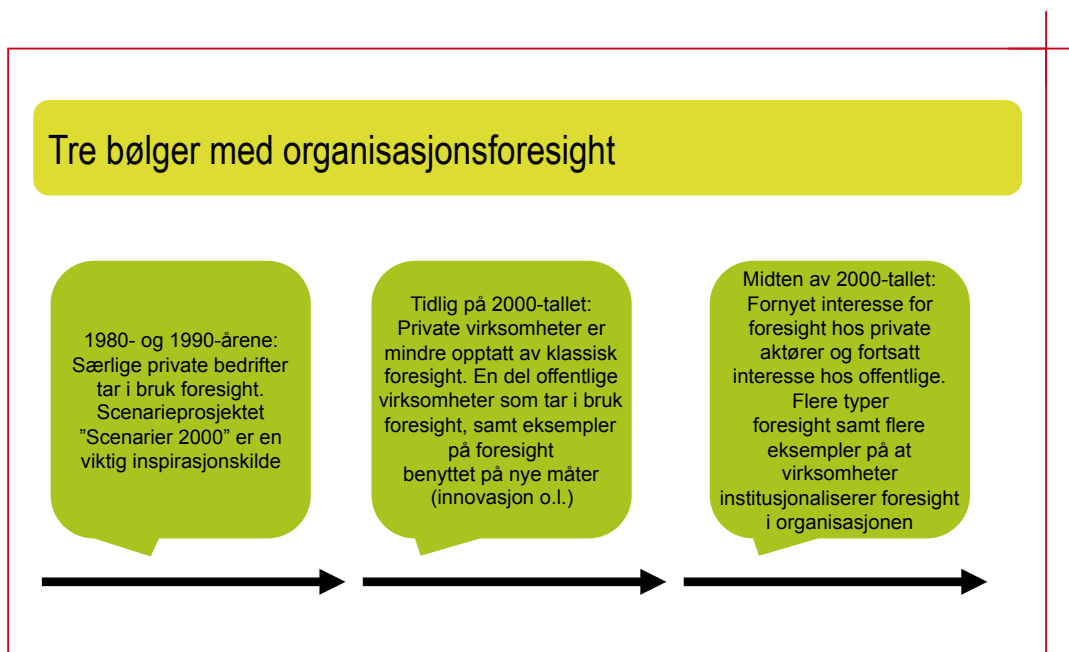 Tre bølger med organisasjonsforesight
1980- og 1990-årene:
Særlige private bedrifter
tar i bruk foresight.
Scenarieprosjektet
”Scenarier 2000” er en
viktig inspirasjonskilde
Tidlig på 2000-tallet:
Private virksomheter er
mindre opptatt av klassisk
foresight. En del offentlige
virksomheter som tar i bruk
foresight, samt eksempler
på foresight
benyttet på nye måter
(innovasjon o.l.)
Midten av 2000-tallet:
Fornyet interesse for
foresight hos private
aktører og fortsatt
interesse hos offentlige.
Flere typer
foresight samt flere
eksempler på at
virksomheter
institusjonaliserer foresight
i organisasjonen